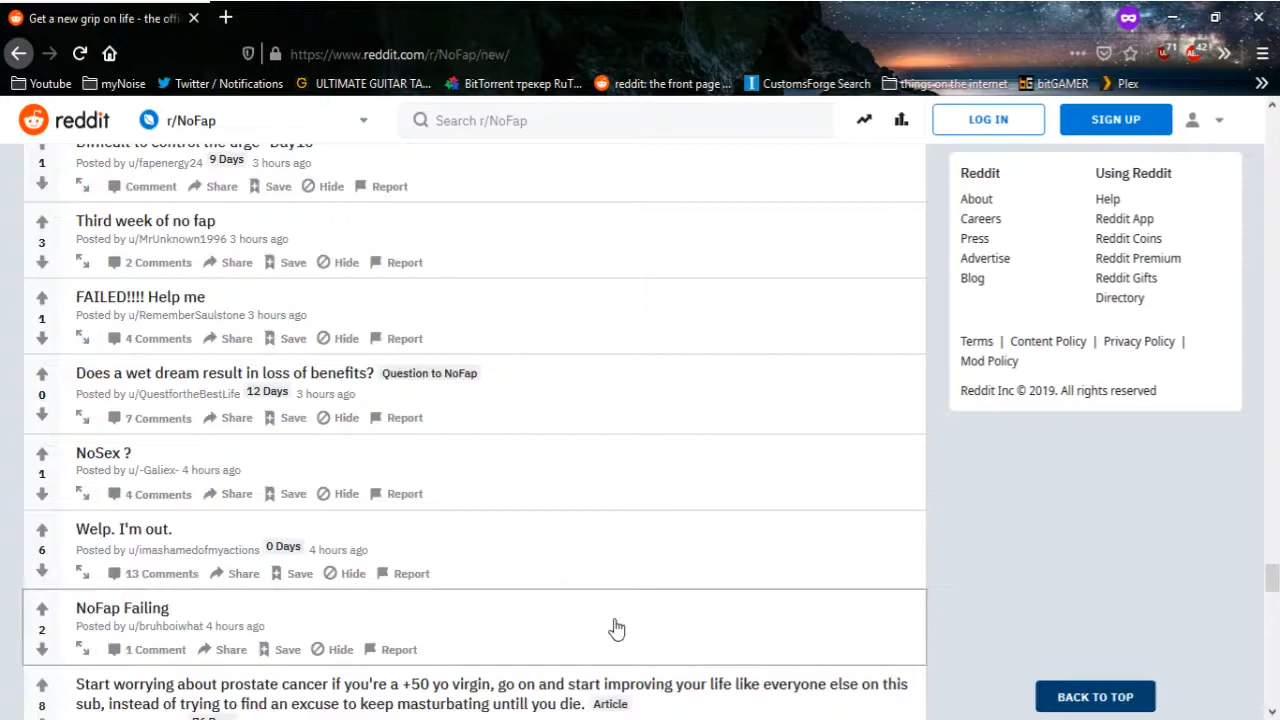 Get a new grip on life - the offi
https://www.reddit.com/r/NoFap/new/
71
42
Youtube
myNoise
Twitter / Notifications
ULTIMATE GUITAR TA...
BitTorrent трекер RuT...
reddit: the front page ...
CustomsForge Search
things on the internet
bitGAMER
Plex
reddit
r/NoFap
Search r/NoFap
LOG IN
SIGN UP
Difficult to control the urge - Day10
1
Posted by u/fapenergy24 9 Days 3 hours ago
Comment Share Save Hide Report
Third week of no fap
3
Posted by u/MrUnknown1996 3 hours ago
2 Comments Share Save Hide Report
FAILED!!!! Help me
1
Posted by u/RememberSaulstone 3 hours ago
4 Comments Share Save Hide Report
Does a wet dream result in loss of benefits? Question to NoFap
0
Posted by u/QuestfortheBestLife 12 Days 3 hours ago
7 Comments Share Save Hide Report
NoSex ?
1
Posted by u/-Galiex- 4 hours ago
4 Comments Share Save Hide Report
Welp. I'm out.
6
Posted by u/imashamedofmyactions 0 Days 4 hours ago
13 Comments Share Save Hide Report
NoFap Failing
2
Posted by u/bruhboiwhat 4 hours ago
1 Comment Share Save Hide Report
Start worrying about prostate cancer if you're a +50 yo virgin, go on and start improving your life like everyone else on this
8
sub, instead of trying to find an excuse to keep masturbating untill you die. Article
Reddit
Using Reddit
About
Help
Careers
Reddit App
Press
Reddit Coins
Advertise
Reddit Premium
Blog
Reddit Gifts
Directory
Terms | Content Policy | Privacy Policy |
Mod Policy
Reddit Inc © 2019. All rights reserved
BACK TO TOP